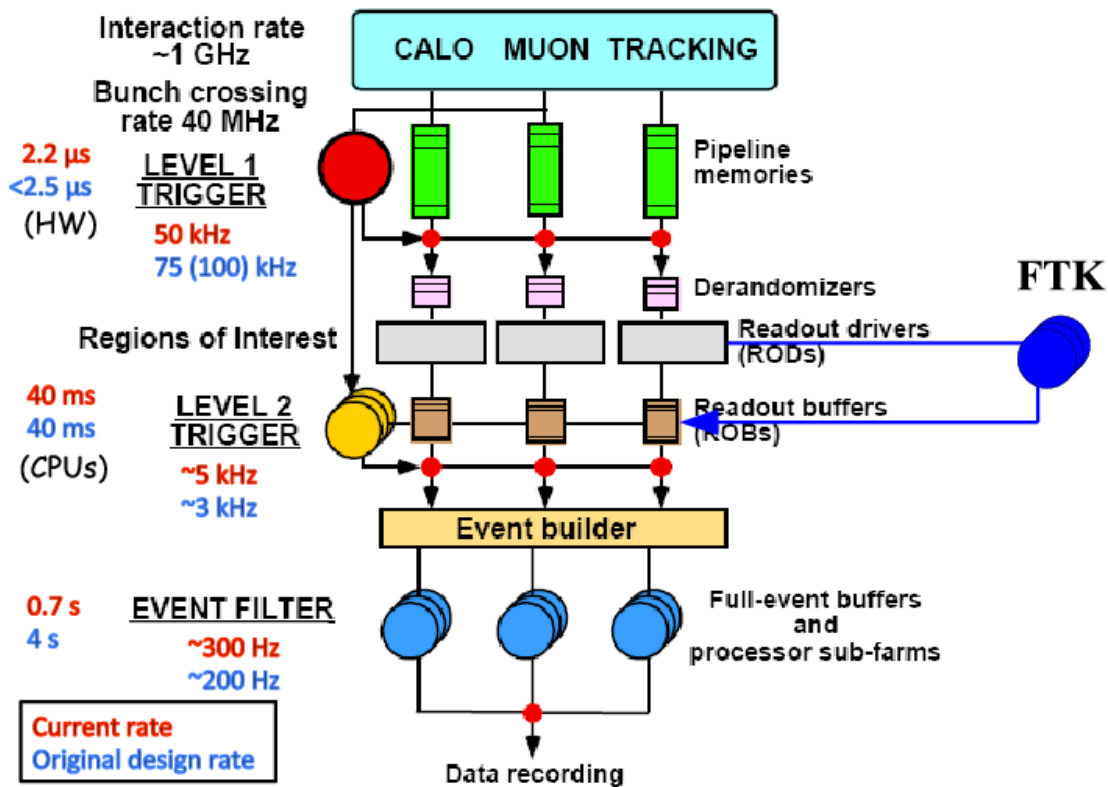 Interaction rate
~1 GHz
CALO MUON TRACKING
Bunch crossing
rate 40 MHz
2.2 µs
<2.5 µs
(HW)
LEVEL 1
TRIGGER
50 kHz
75 (100) kHz
Pipeline
memories
Derandomizers
FTK
Regions of Interest
Readout drivers
(RODs)
40 ms
40 ms
(CPUs)
LEVEL 2
TRIGGER
~5 kHz
~3 kHz
Readout buffers
(ROBs)
Event builder
0.7 s
4 s
EVENT FILTER
~300 Hz
~200 Hz
Full-event buffers
and
processor sub-farms
Current rate
Original design rate
Data recording